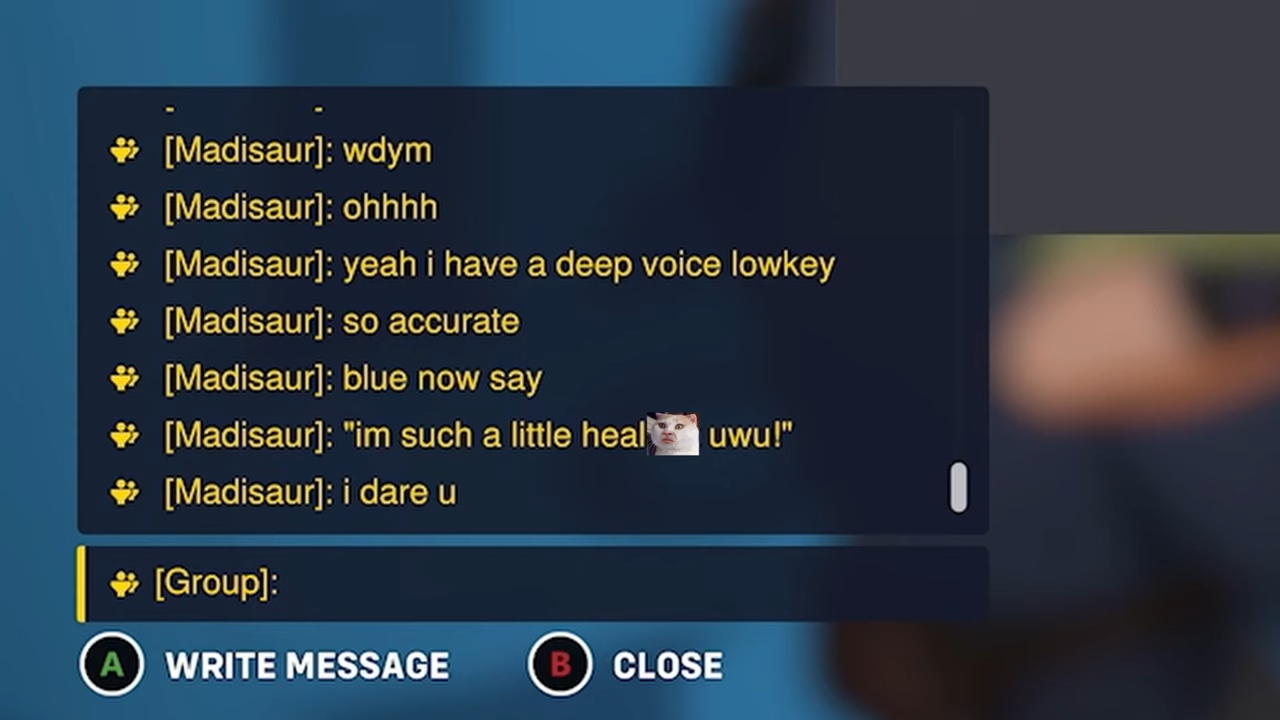 [Madisaur]: wdym
[Madisaur]: ohhhh
[Madisaur]: yeah i have a deep voice lowkey
[Madisaur]: so accurate
[Madisaur]: blue now say
[Madisaur]: "im such a little uwu!"
[Madisaur]: i dare u
[Group]:
A WRITE MESSAGE B CLOSE